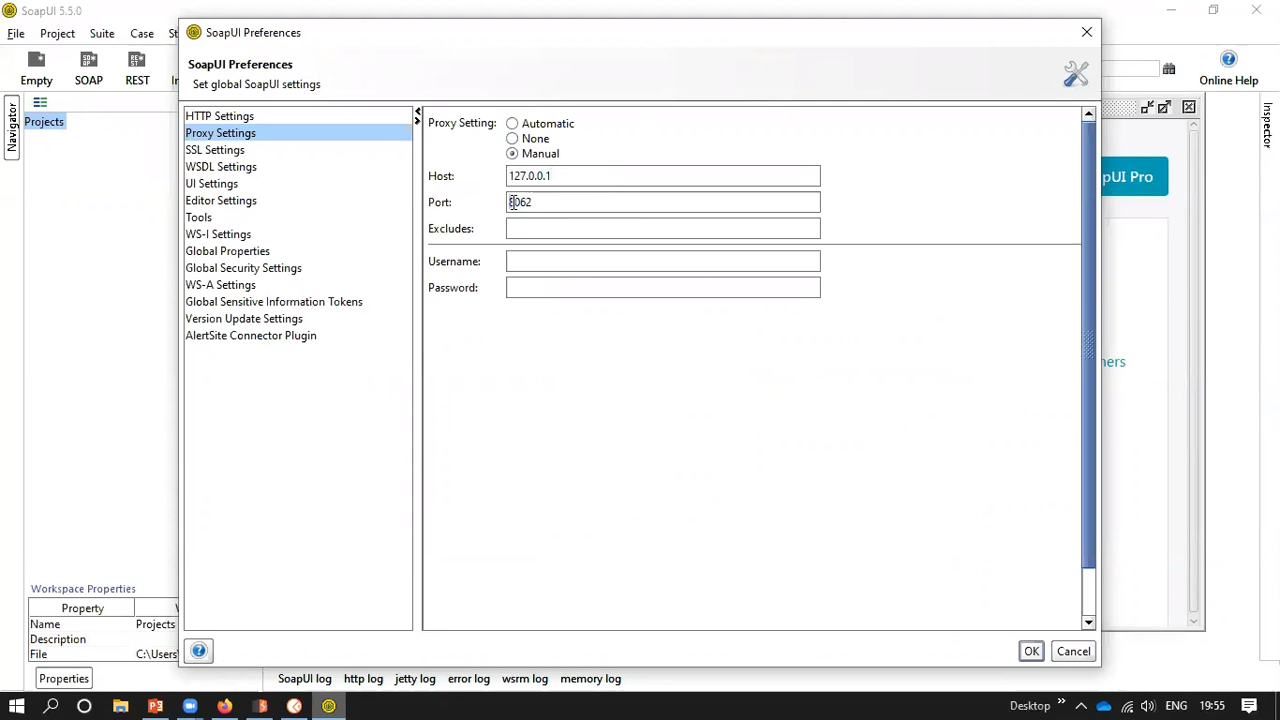 SoapUI 5.5.0
File Project Suite Case
Empty SOAP REST
Online Help
Navigator
Projects
Inspector
SoapUI Preferences
SoapUI Preferences
Set global SoapUI settings
HTTP Settings
Proxy Settings
SSL Settings
WSDL Settings
UI Settings
Editor Settings
Tools
WS-I Settings
Global Properties
Global Security Settings
WS-A Settings
Global Sensitive Information Tokens
Version Update Settings
AlertSite Connector Plugin
Proxy Setting: Automatic
None
Manual
Host: 127.0.0.1
Port:
Excludes:
Username:
Password:
OK Cancel
Pro
Workspace Properties
Property
Name Projects
Description
File C:\Users\
Properties
SoapUI log http log jetty log error log wsrm log memory log
Desktop ENG 19:55